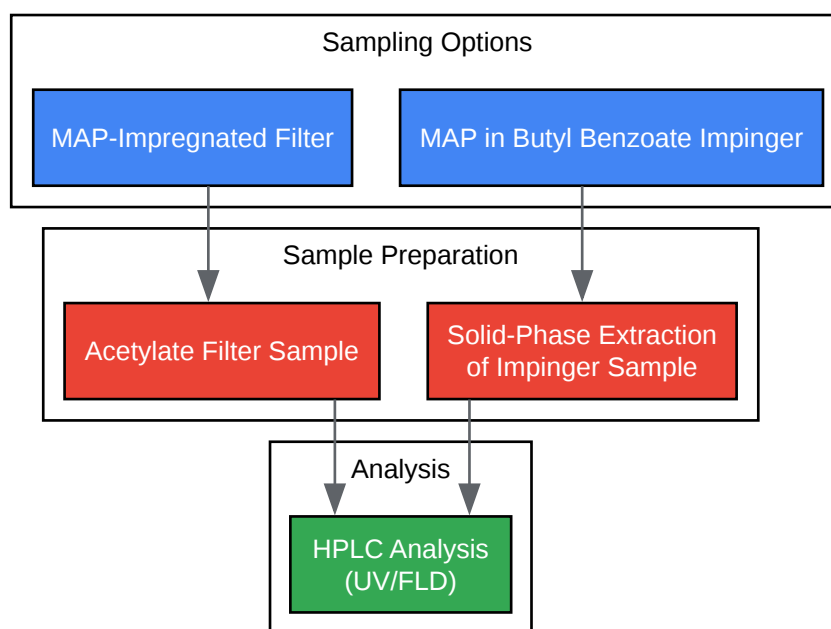 Sampling Options
MAP-Impregnated Filter
MAP in Butyl Benzoate Impinger
Sample Preparation
Acetylate Filter Sample
Solid-Phase Extraction
of Impinger Sample
Analysis
HPLC Analysis
(UV/FLD)